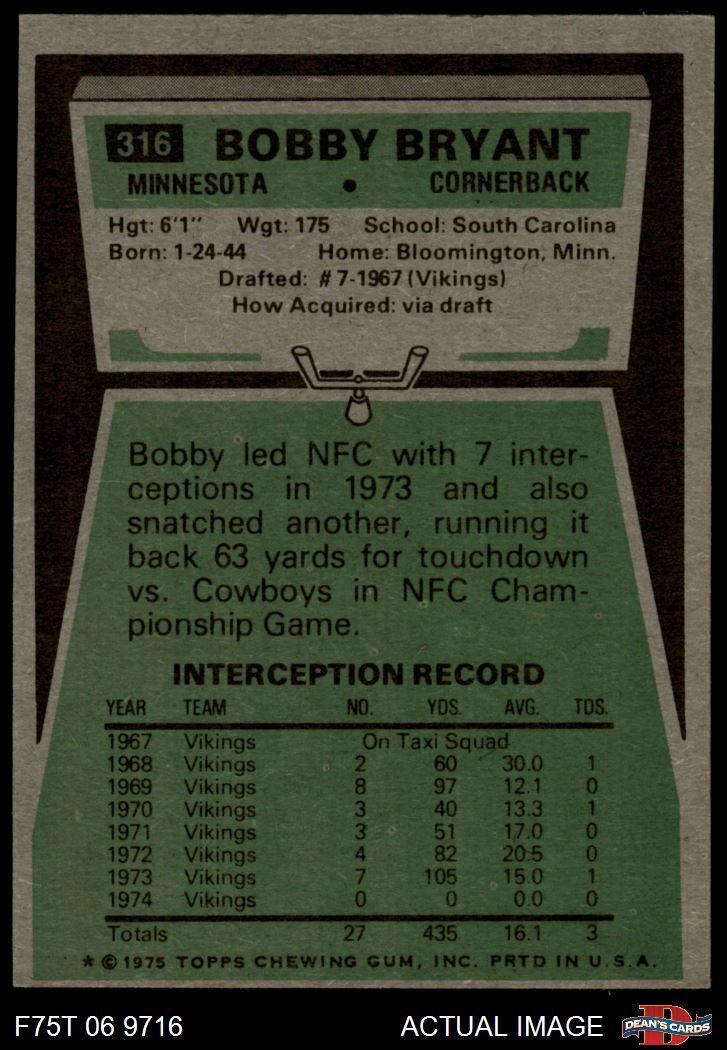 316 BOBBY BRYANT
MINNESOTA • CORNERBACK
Hgt: 6'1" Wgt: 175 School: South Carolina
Born: 1-24-44 Home: Bloomington, Minn.
Drafted: #7-1967 (Vikings)
How Acquired: via draft
Bobby led NFC with 7 inter-
ceptions in 1973 and also
snatched another, running it
back 63 yards for touchdown
vs. Cowboys in NFC Cham-
pionship Game.
INTERCEPTION RECORD
YEAR TEAM NO. YDS. AVG. TDS.
1967 Vikings On Taxi Squad
1968 Vikings 2 60 30.0 1
1969 Vikings 8 97 12.1 0
1970 Vikings 3 40 13.3 1
1971 Vikings 3 51 17.0 0
1972 Vikings 4 82 20.5 0
1973 Vikings 7 105 15.0 1
1974 Vikings 0 0 0.0 0
Totals 27 435 16.1 3
* © 1975 TOPPS CHEWING GUM, INC. PRTD IN U.S.A.
F75T 06 9716 ACTUAL IMAGE D DEAN'S CARDS